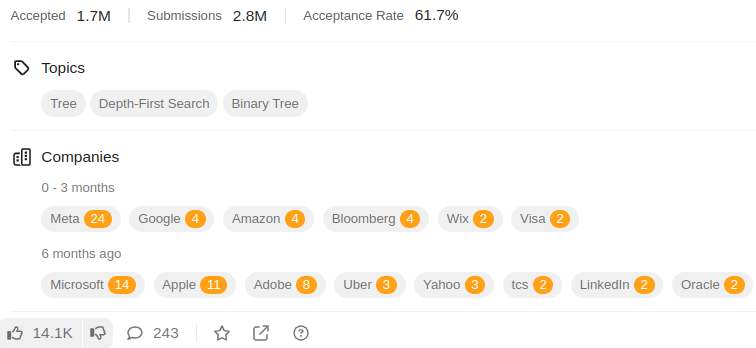 Accepted 1.7M Submissions 2.8M Acceptance Rate 61.7%
Topics
Tree Depth-First Search Binary Tree
Companies
0 - 3 months
Meta 24 Google 4 Amazon 4 Bloomberg 4 Wix 2 Visa 2
6 months ago
Microsoft 14 Apple 11 Adobe 8 Uber 3 Yahoo 3 tcs 2 LinkedIn 2 Oracle 2
14.1K 243